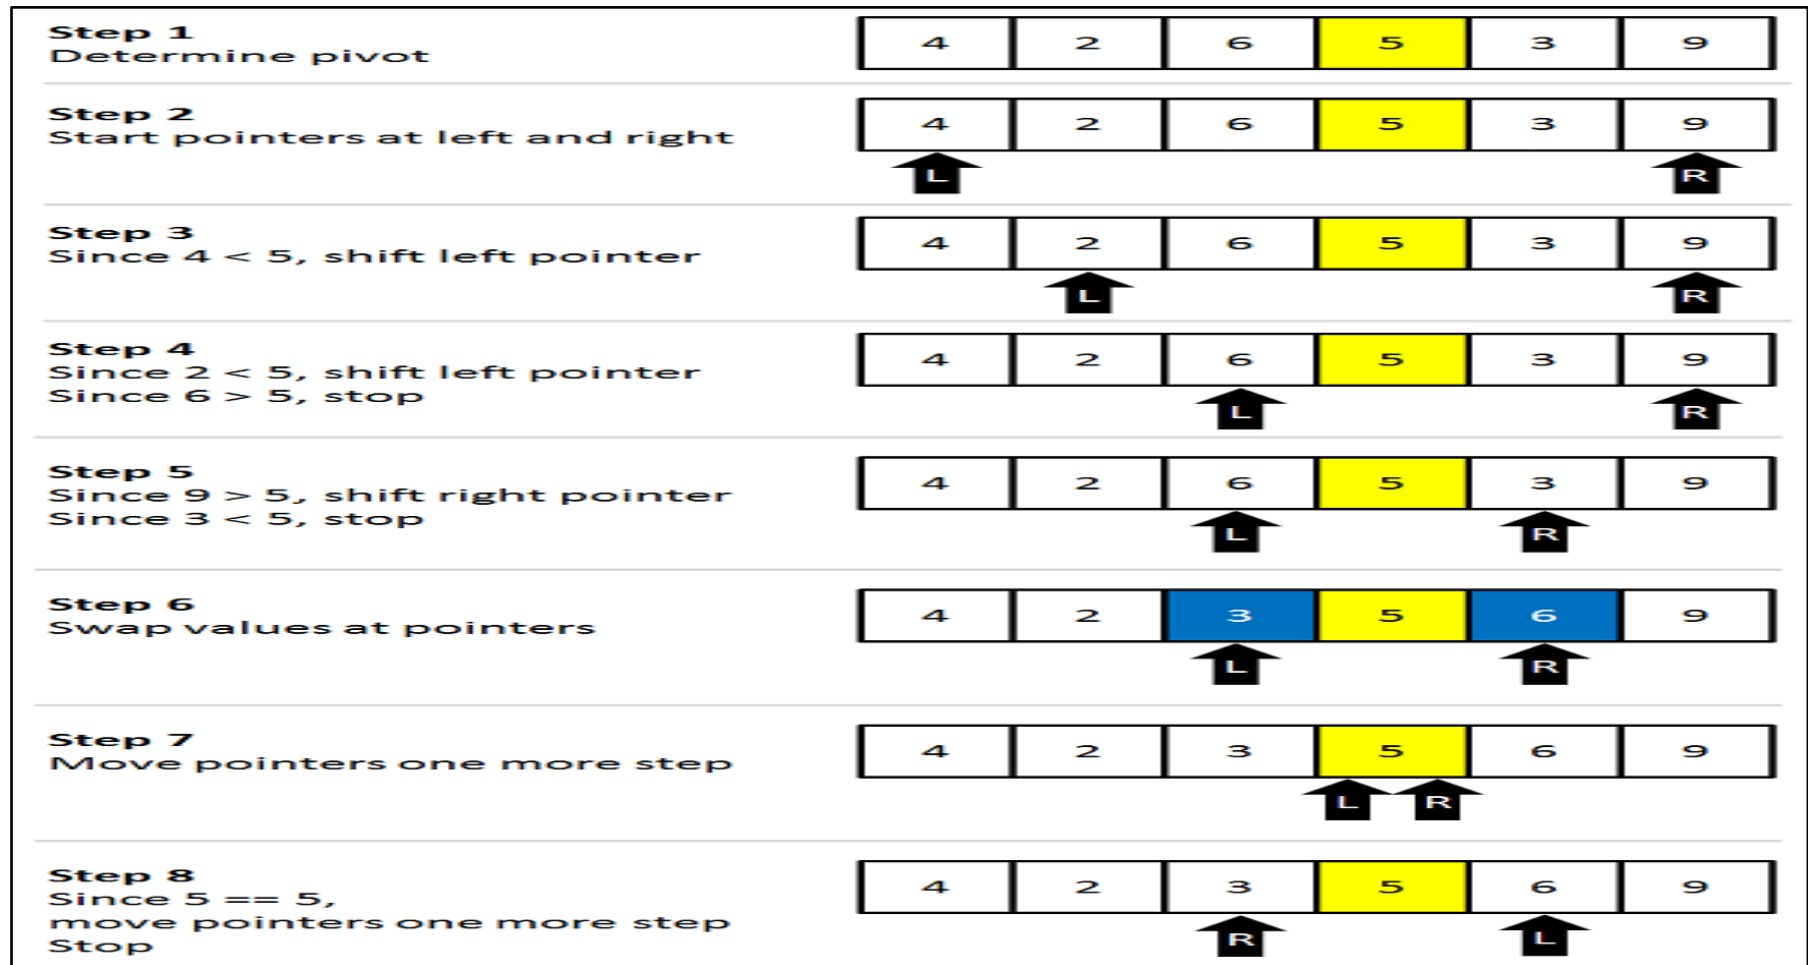 Step 1
Determine pivot
4 2 6 5 3 9
Step 2
Start pointers at left and right
4 2 6 5 3 9
L R
Step 3
Since 4 < 5, shift left pointer
4 2 6 5 3 9
L R
Step 4
Since 2 < 5, shift left pointer
Since 6 > 5, stop
4 2 6 5 3 9
L R
Step 5
Since 9 > 5, shift right pointer
Since 3 < 5, stop
4 2 6 5 3 9
L R
Step 6
Swap values at pointers
4 2 3 5 6 9
L R
Step 7
Move pointers one more step
4 2 3 5 6 9
L R
Step 8
Since 5 == 5,
move pointers one more step
Stop
4 2 3 5 6 9
R L